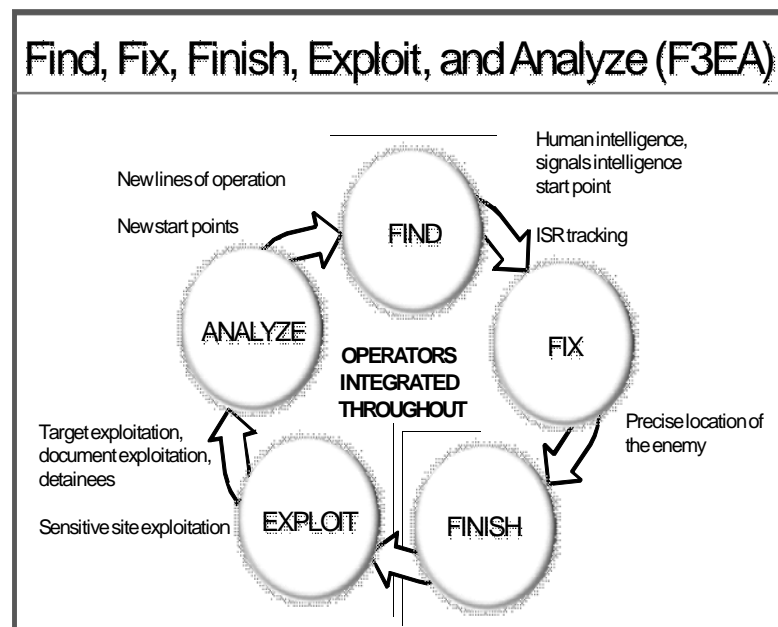 Find, Fix, Finish, Exploit, and Analyze (F3EA)
Human intelligence,
signals intelligence
start point
ISR tracking
New lines of operation
New start points
FIND
ANALYZE
FIX
OPERATORS
INTEGRATED
THROUGHOUT
Precise location of
the enemy
Target exploitation,
document exploitation,
detainees
Sensitive site exploitation
EXPLOIT
FINISH